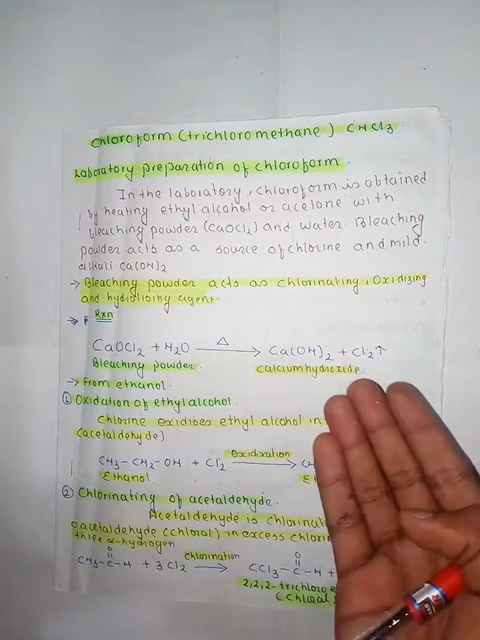 Chloroform (trichloromethane) CHCl3.
Laboratory preparation of chloroform.
In the laboratory, chloroform is obtained
by heating ethyl alcohol or acetone with
bleaching powder (CaOCl2) and water Bleaching
powder acts as a source of chlorine and mild
alkali Ca(OH)2
→ Bleaching powder acts as chlorinating, Oxidizing
and hydrolising agent.
→ Rxn
CaOCl2 + H2O —Δ→ Ca(OH)2 + Cl2↑
Bleaching powder. calcium hydroxide.
→ From ethanol.
① Oxidation of ethyl alcohol.
Chlorine oxidises ethyl alcohol in
(acetaldehyde)
Oxidixation
CH3-CH2-OH + Cl2 → CH
Ethanol
② Chlorinating of acetaldehyde.
Acetaldehyde is chlorinat
acetaldehyde (chloral) in excess chlorin
three α-hydrogen
O O
CH3-C-H + 3Cl2 —Chlorination→ CCl3-C-H +
2,2,2-trichloro e
(chloral)